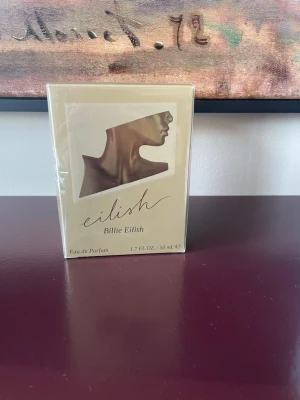 eilish
Billie Eilish
Eau de Parfum 1.7 FL OZ. / 50 mL ℮